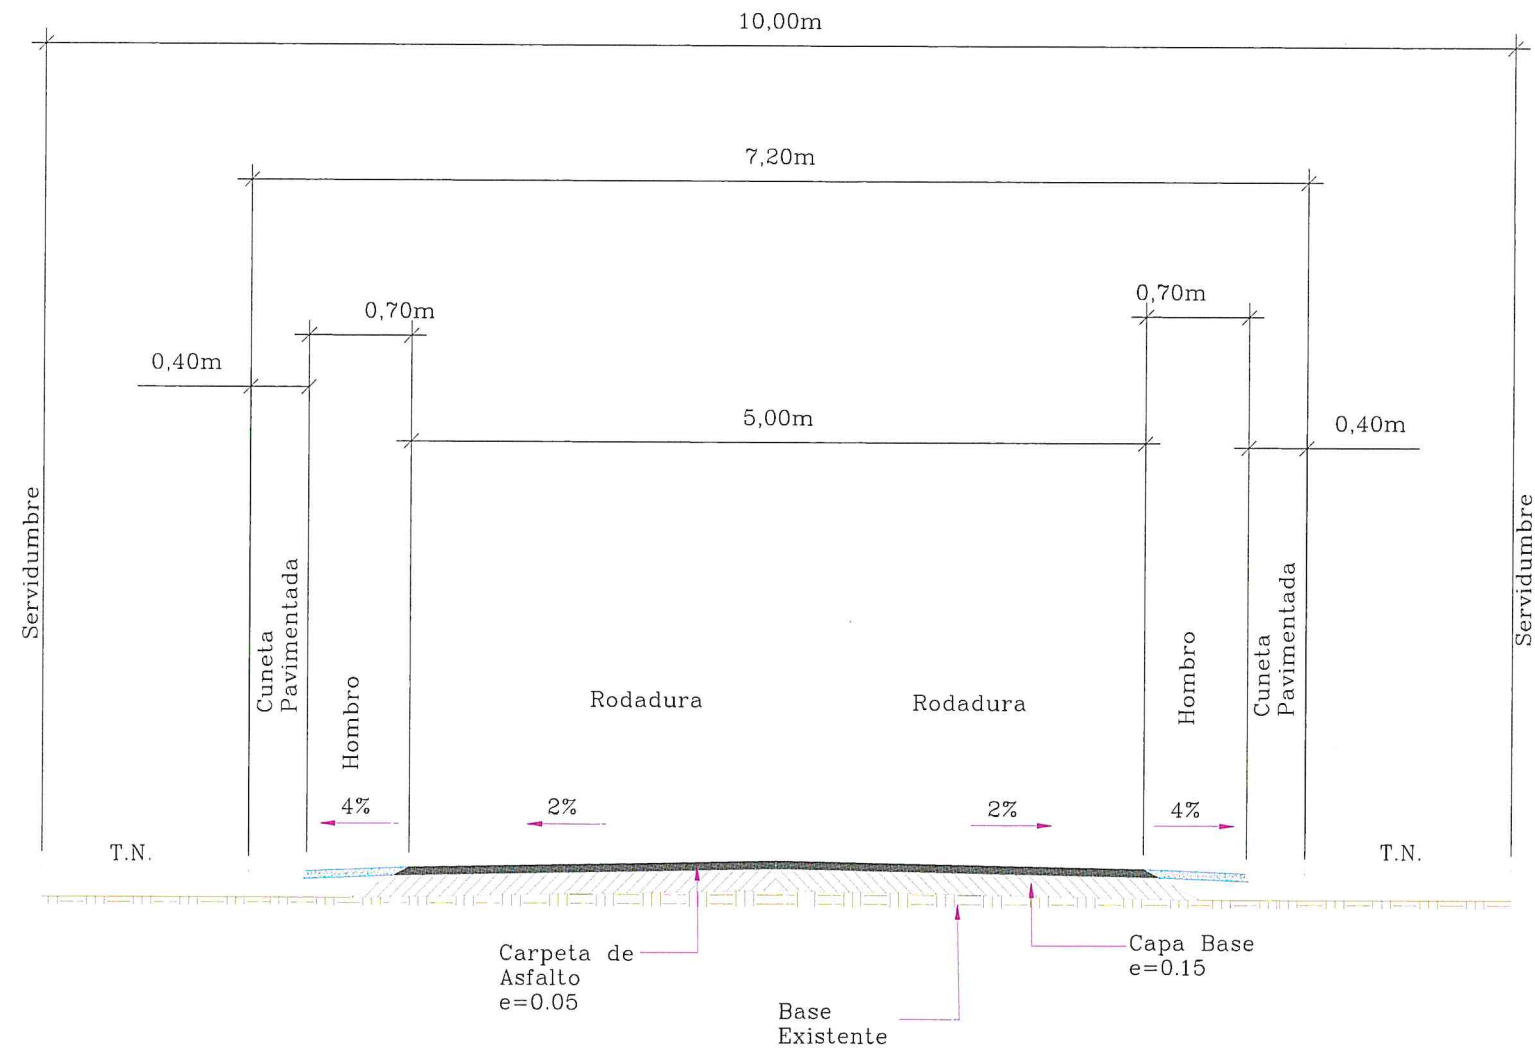 10,00m
7,20m
0,70m
0,70m
0,40m
5,00m
0,40m
Servidumbre
Cuneta
Pavimentada
Hombro
Rodadura
Rodadura
Hombro
Cuneta
Pavimentada
Servidumbre
4%
2%
2%
4%
T.N.
T.N.
Carpeta de
Asfalto
e=0.05
Capa Base
e=0.15
Base
Existente